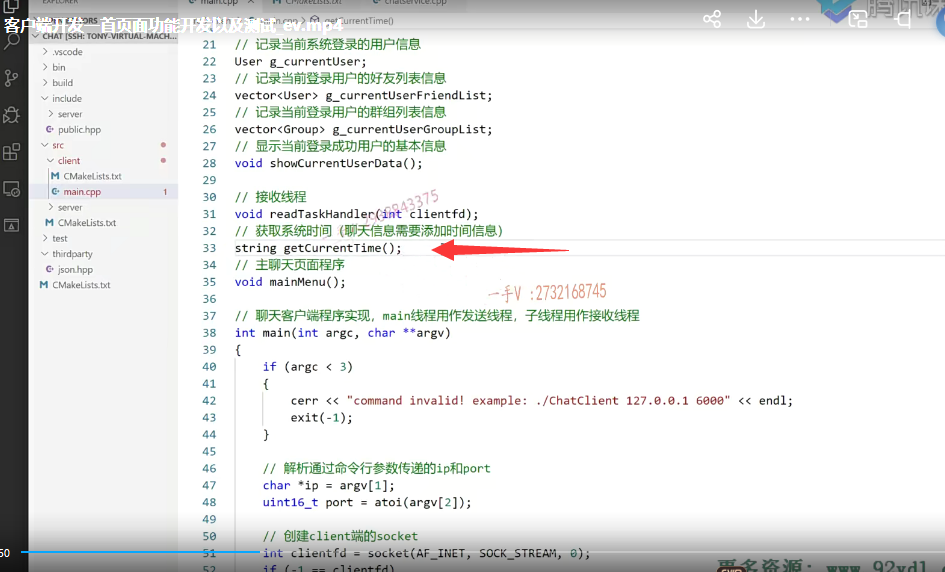 EXPLORER
main.cpp
CMakeLists.txt
chatservice.cpp
客户端开发-首页面功能开发以及测试_ev.mp4
getCurrentTime()
CHAT [SSH: TONY-VIRTUAL-MACH...
.vscode
bin
build
include
server
public.hpp
src
client
CMakeLists.txt
main.cpp 1
server
CMakeLists.txt
test
thirdparty
json.hpp
CMakeLists.txt
21 // 记录当前系统登录的用户信息
22 User g_currentUser;
23 // 记录当前登录用户的好友列表信息
24 vector<User> g_currentUserFriendList;
25 // 记录当前登录用户的群组列表信息
26 vector<Group> g_currentUserGroupList;
27 // 显示当前登录成功用户的基本信息
28 void showCurrentUserData();
29
30 // 接收线程
31 void readTaskHandler(int clientfd);
32 // 获取系统时间（聊天信息需要添加时间信息）
33 string getCurrentTime();
34 // 主聊天页面程序
35 void mainMenu();
36
一手V :2732168745
37 // 聊天客户端程序实现，main线程用作发送线程，子线程用作接收线程
38 int main(int argc, char **argv)
39 {
40 if (argc < 3)
41 {
42 cerr << "command invalid! example: ./ChatClient 127.0.0.1 6000" << endl;
43 exit(-1);
44 }
45
46 // 解析通过命令行参数传递的ip和port
47 char *ip = argv[1];
48 uint16_t port = atoi(argv[2]);
49
50 // 创建client端的socket
51 int clientfd = socket(AF_INET, SOCK_STREAM, 0);
52 if (-1 == clientfd)
50